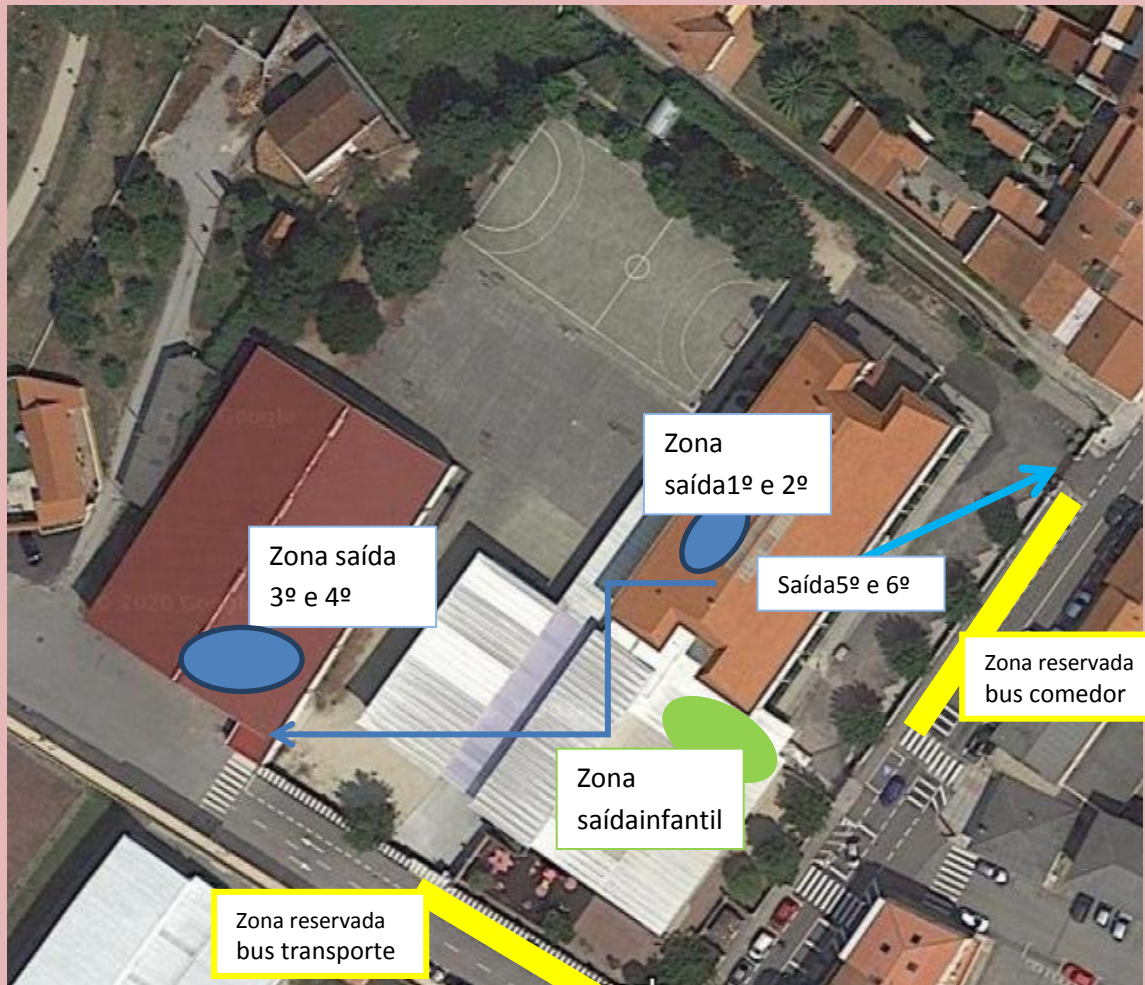 Zona
saída1º e 2º
Zona saída
3º e 4º
Saída5º e 6º
Zona reservada
bus comedor
Zona
saídainfantil
Zona reservada
bus transporte